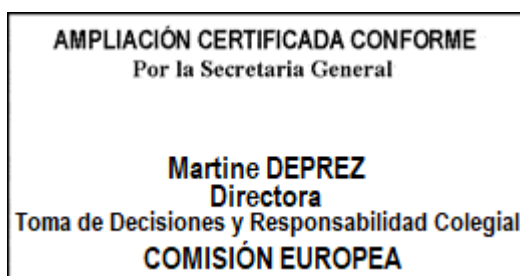 AMPLIACIÓN CERTIFICADA CONFORME
Por la Secretaria General
Martine DEPREZ
Directora
Toma de Decisiones y Responsabilidad Colegial
COMISIÓN EUROPEA